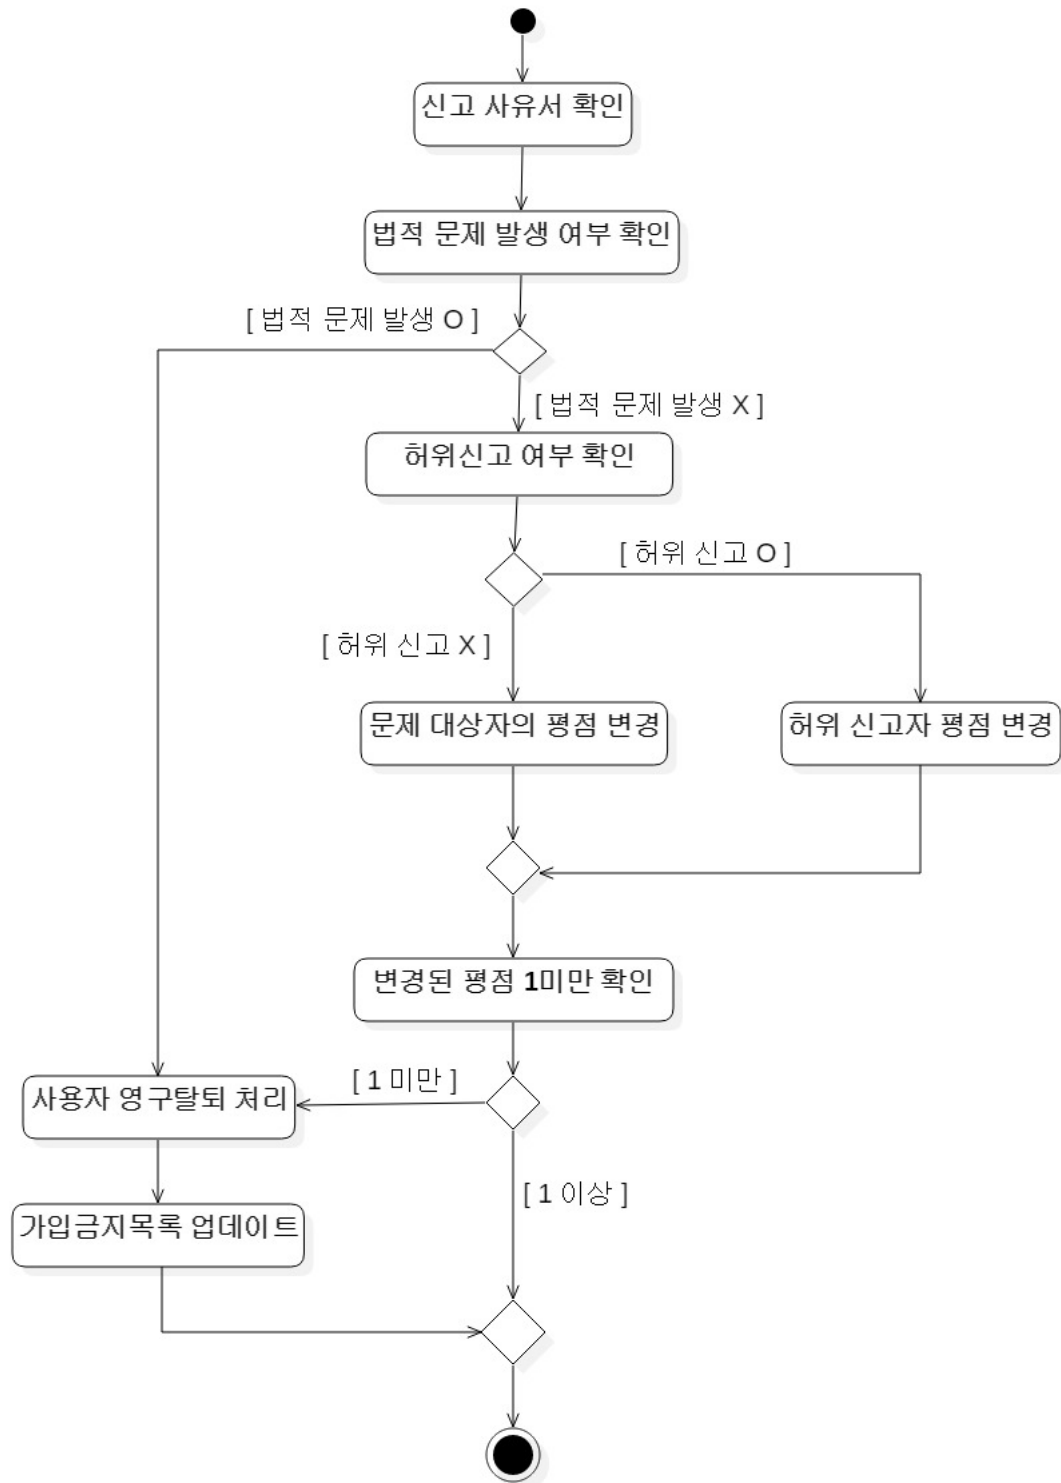 신고 사유서 확인
법적 문제 발생 여부 확인
[ 법적 문제 발생 O ]
[ 법적 문제 발생 X ]
허위신고 여부 확인
[ 허위 신고 O ]
[ 허위 신고 X ]
문제 대상자의 평점 변경
허위 신고자 평점 변경
변경된 평점 1미만 확인
[ 1 미만 ]
사용자 영구탈퇴 처리
[ 1 이상 ]
가입금지목록 업데이트